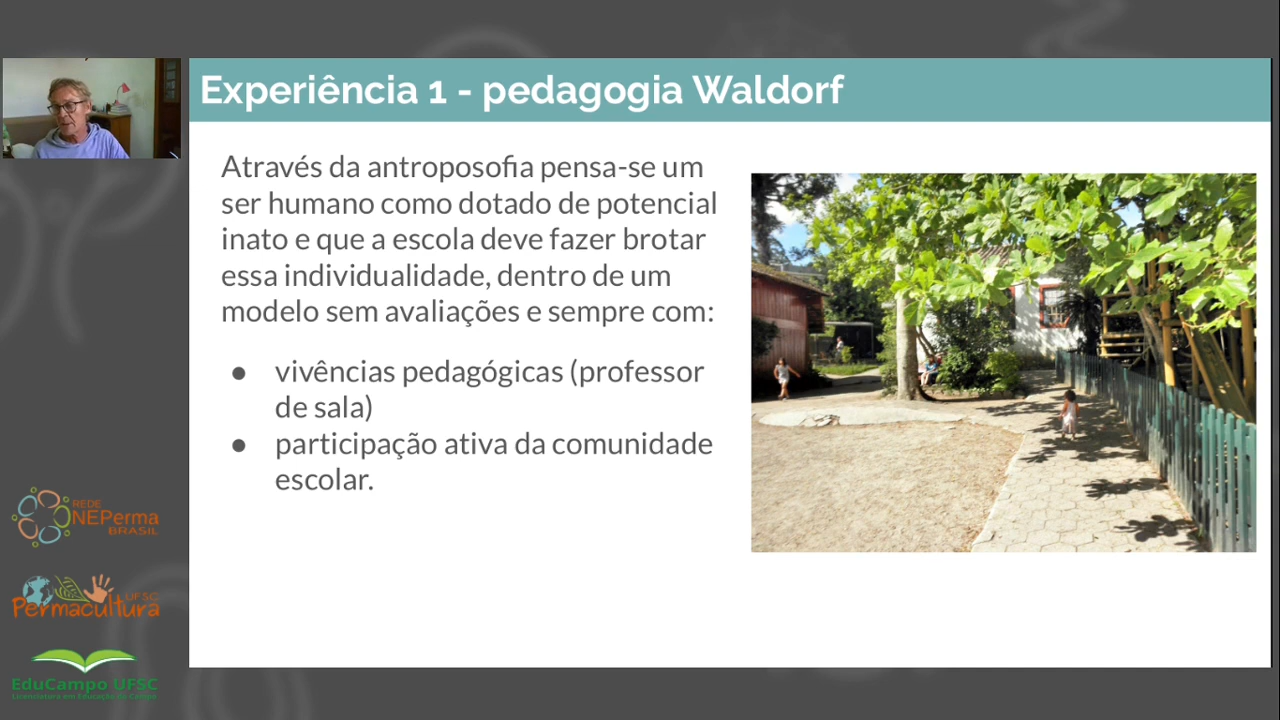 Experiência 1 - pedagogia Waldorf
Através da antroposofia pensa-se um
ser humano como dotado de potencial
inato e que a escola deve fazer brotar
essa individualidade, dentro de um
modelo sem avaliações e sempre com:
● vivências pedagógicas (professor
de sala)
● participação ativa da comunidade
escolar.
REDE
NEPerma
BRASIL
UFSC
Permacultura
EduCampo UFSC
Licenciatura em Educação do Campo